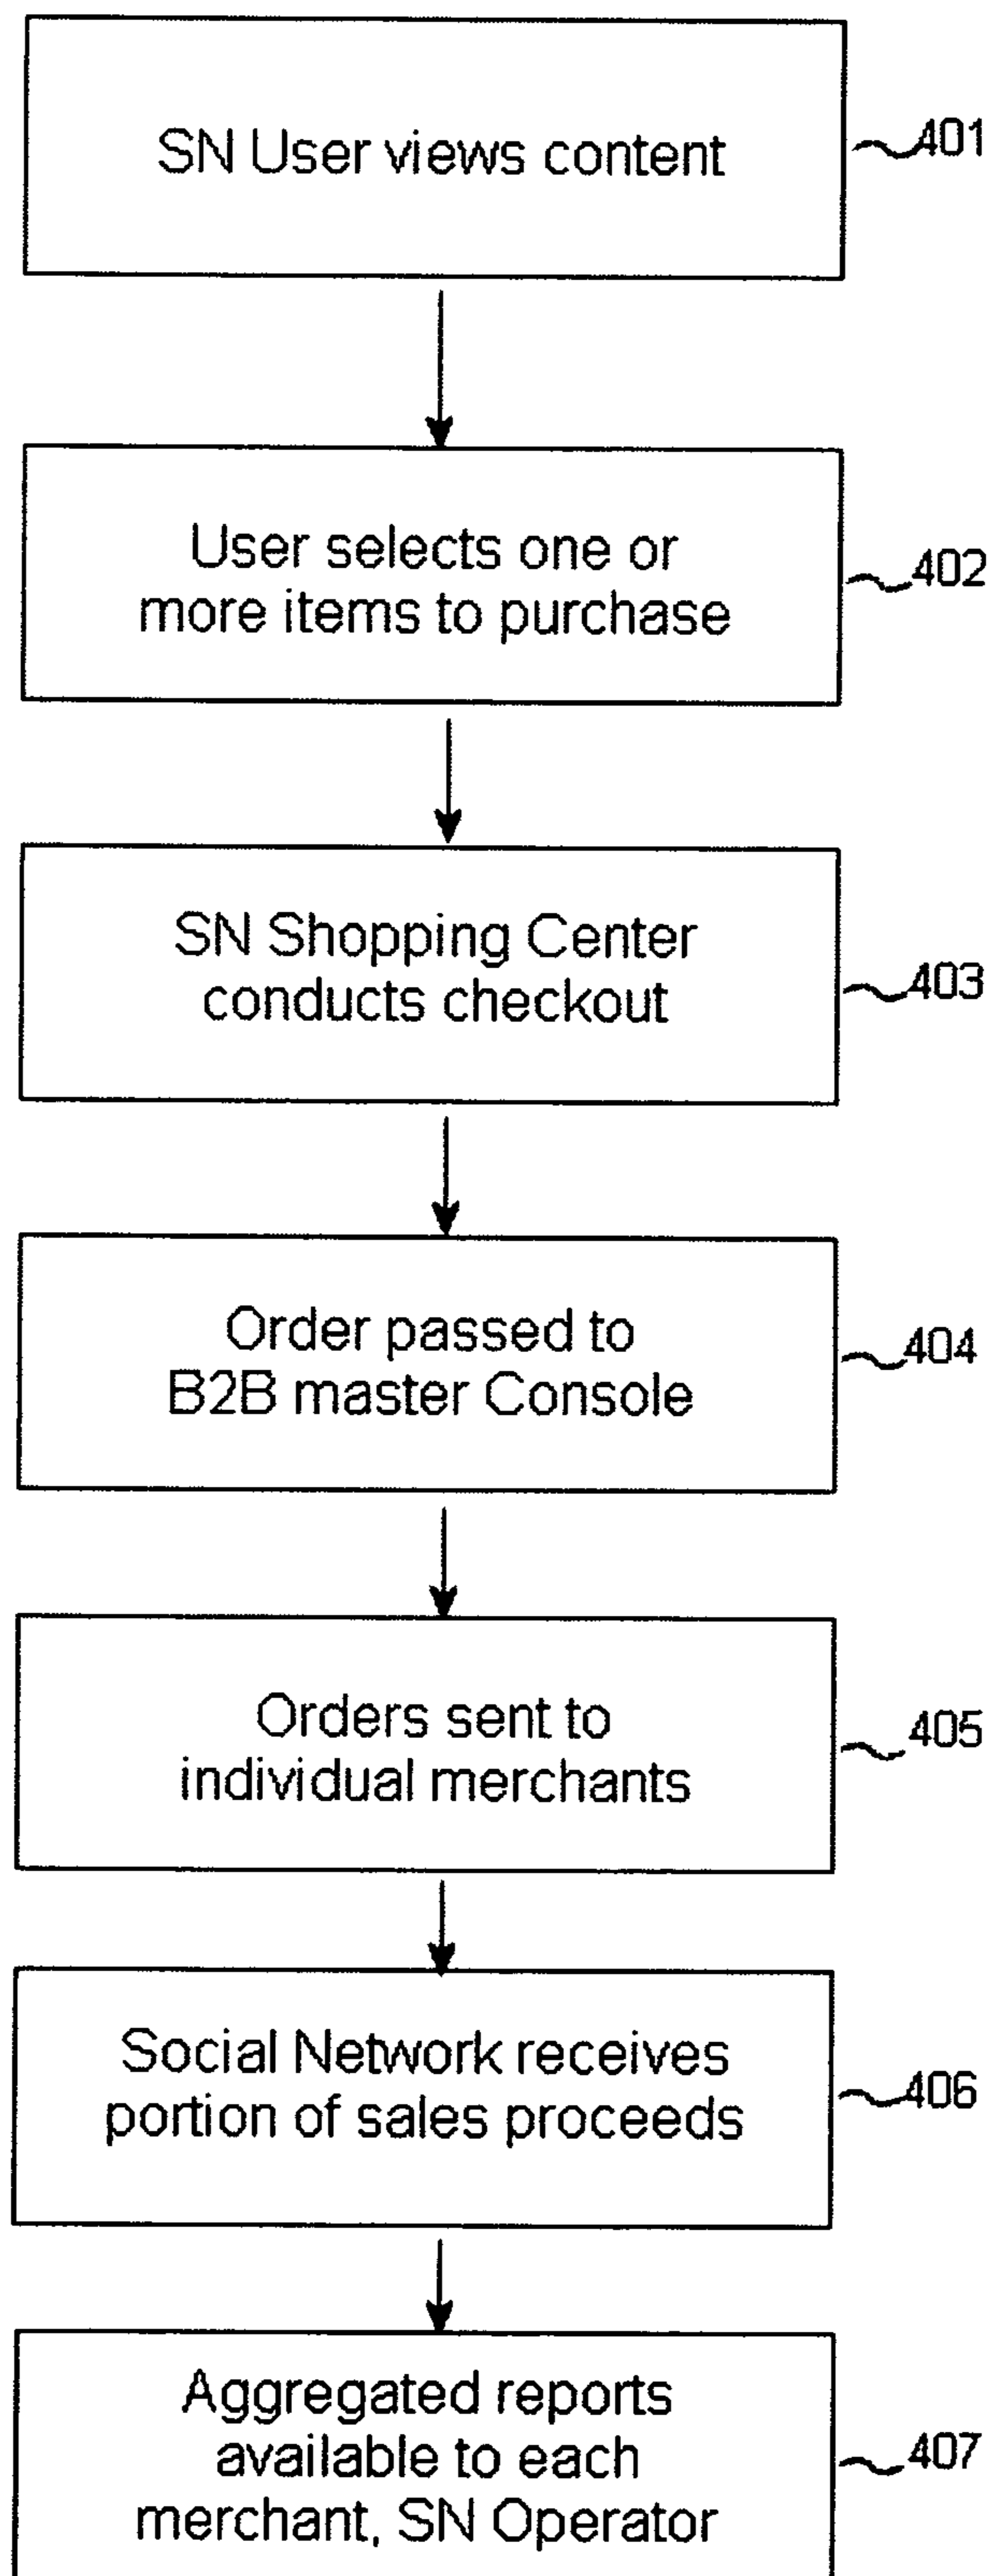 SN User views content
401
User selects one or
more items to purchase
402
SN Shopping Center
conducts checkout
403
Order passed to
B2B master Console
404
Orders sent to
individual merchants
405
Social Network receives
portion of sales proceeds
406
Aggregated reports
available to each
merchant, SN Operator
407